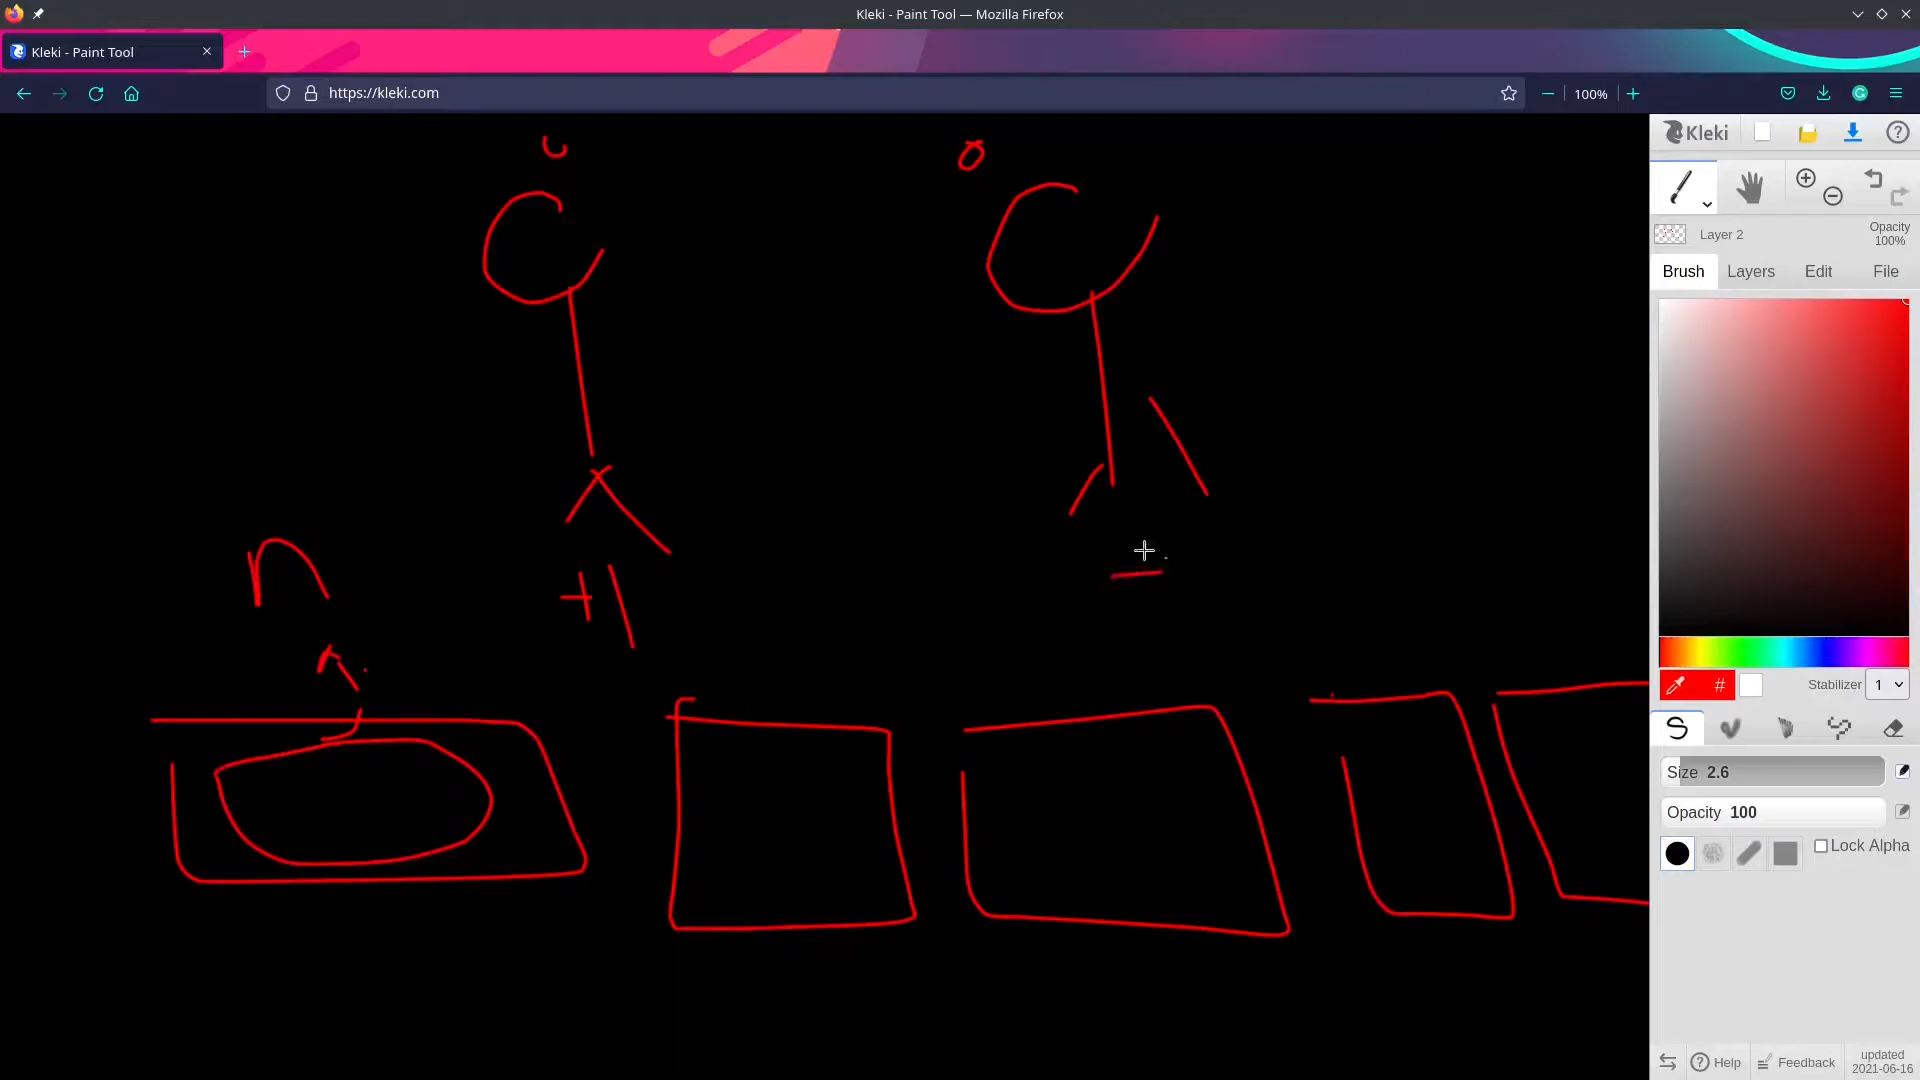 Kleki - Paint Tool — Mozilla Firefox
Kleki - Paint Tool
https://kleki.com
100%
Kleki
Layer 2
Opacity
100%
Brush Layers Edit File
# Stabilizer 1
Size 2.6
Opacity 100
Lock Alpha
Help Feedback updated
2021-06-16
n
+1